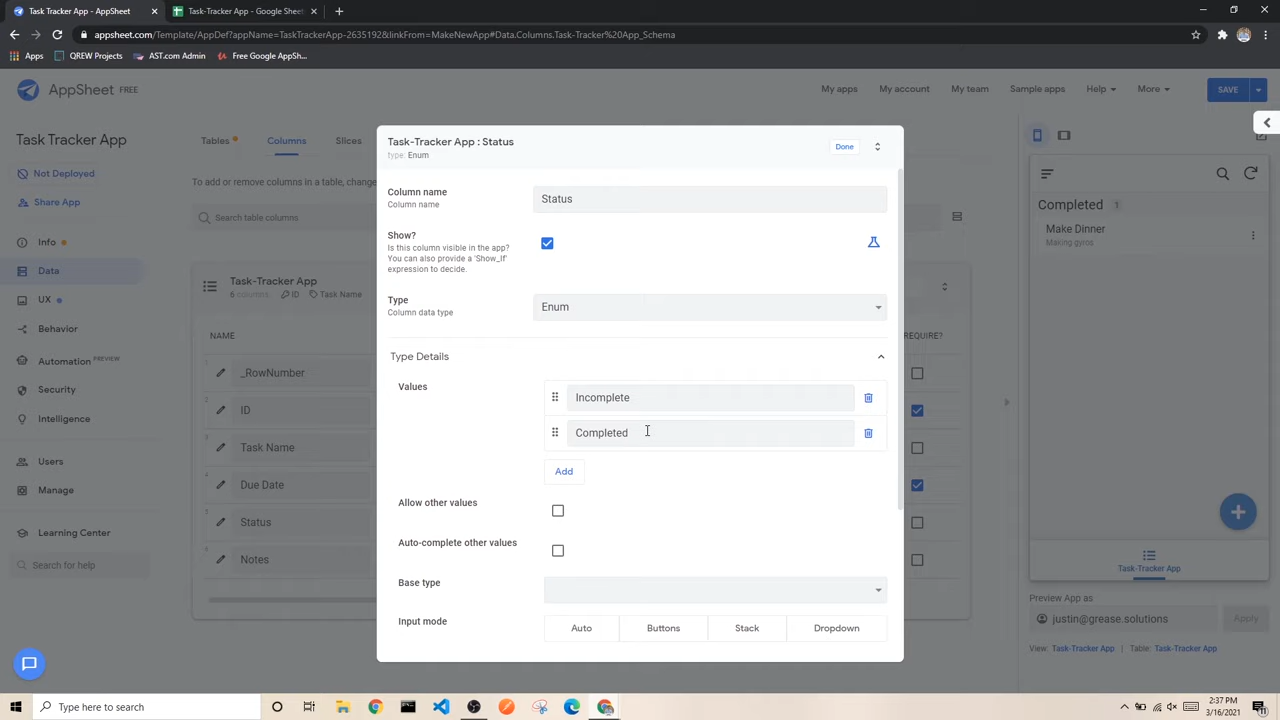 Task Tracker App - AppSheet
Task-Tracker App - Google Sheet
appsheet.com/Template/AppDef?appName=TaskTrackerApp-2635192&linkFrom=MakeNewApp#Data.Columns.Task-Tracker%20App_Schema
Apps
QREW Projects
AST.com Admin
Free Google AppSh...
AppSheet FREE
My apps
My account
My team
Sample apps
Help
More
SAVE
Task Tracker App
Not Deployed
Share App
Info
Data
UX
Behavior
Automation PREVIEW
Security
Intelligence
Users
Manage
Learning Center
Search for help
Tables
Columns
Slices
To add or remove columns in a table, change
Search table columns
Task-Tracker App
6 columns ID Task Name
NAME
REQUIRE?
1 _RowNumber
2 ID
3 Task Name
4 Due Date
5 Status
6 Notes
Task-Tracker App : Status
type: Enum
Done
Column name
Column name
Status
Show?
Is this column visible in the app?
You can also provide a 'Show_If'
expression to decide.
Type
Column data type
Enum
Type Details
Values
Incomplete
Completed
Add
Allow other values
Auto-complete other values
Base type
Input mode
Auto
Buttons
Stack
Dropdown
Completed 1
Make Dinner
Making gyros
Task-Tracker App
Preview App as
justin@grease.solutions
Apply
View: Task-Tracker App | Table: Task-Tracker App
Type here to search
2:37 PM
3/16/2021